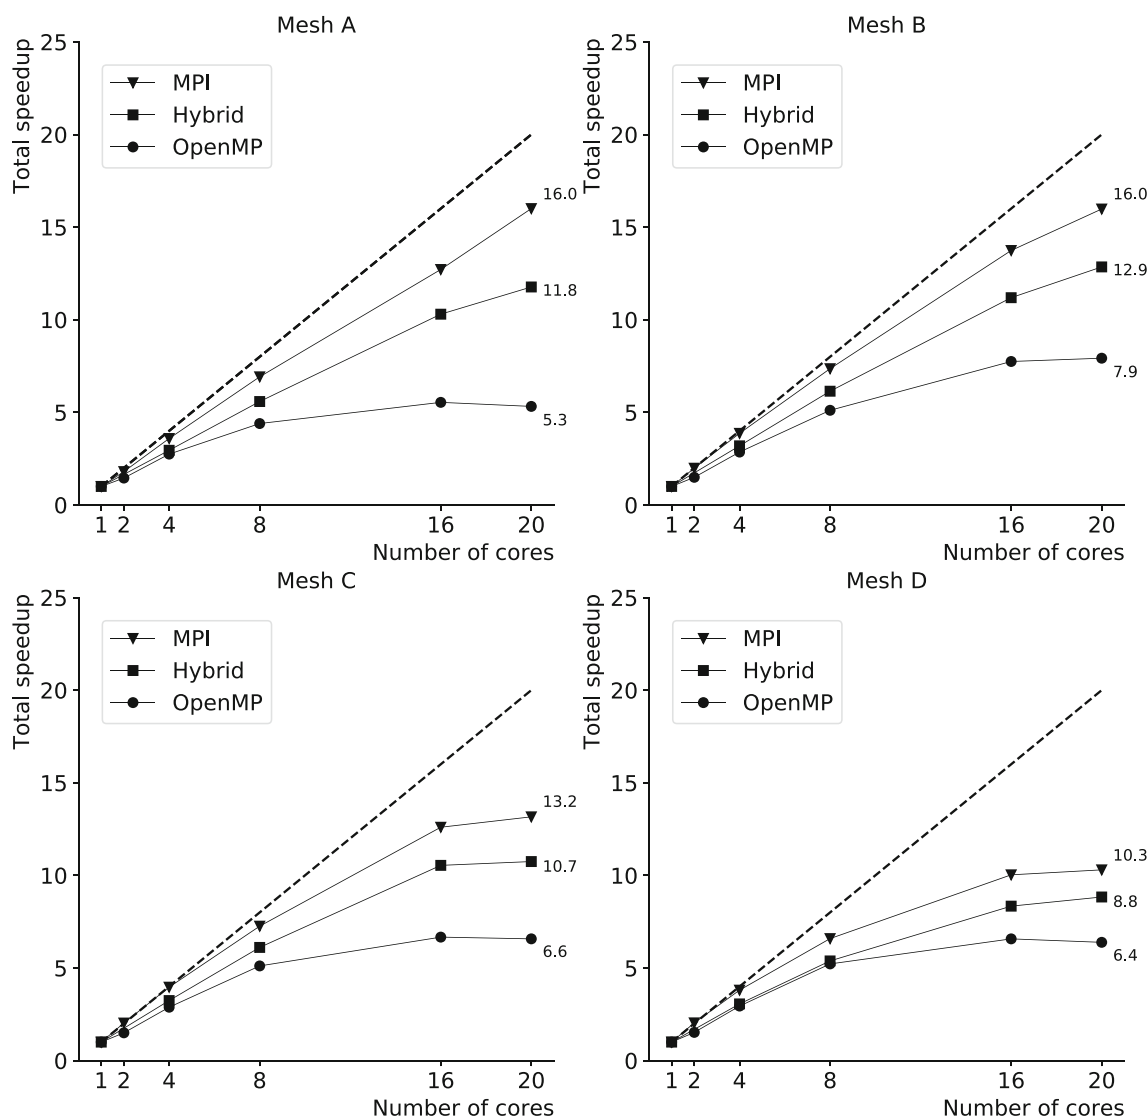 Mesh A
Total speedup
25
20
15
10
5
0
MPI
Hybrid
OpenMP
16.0
11.8
5.3
1 2 4 8 16 20
Number of cores
Mesh B
Total speedup
25
20
15
10
5
0
MPI
Hybrid
OpenMP
16.0
12.9
7.9
1 2 4 8 16 20
Number of cores
Mesh C
Total speedup
25
20
15
10
5
0
MPI
Hybrid
OpenMP
13.2
10.7
6.6
1 2 4 8 16 20
Number of cores
Mesh D
Total speedup
25
20
15
10
5
0
MPI
Hybrid
OpenMP
10.3
8.8
6.4
1 2 4 8 16 20
Number of cores